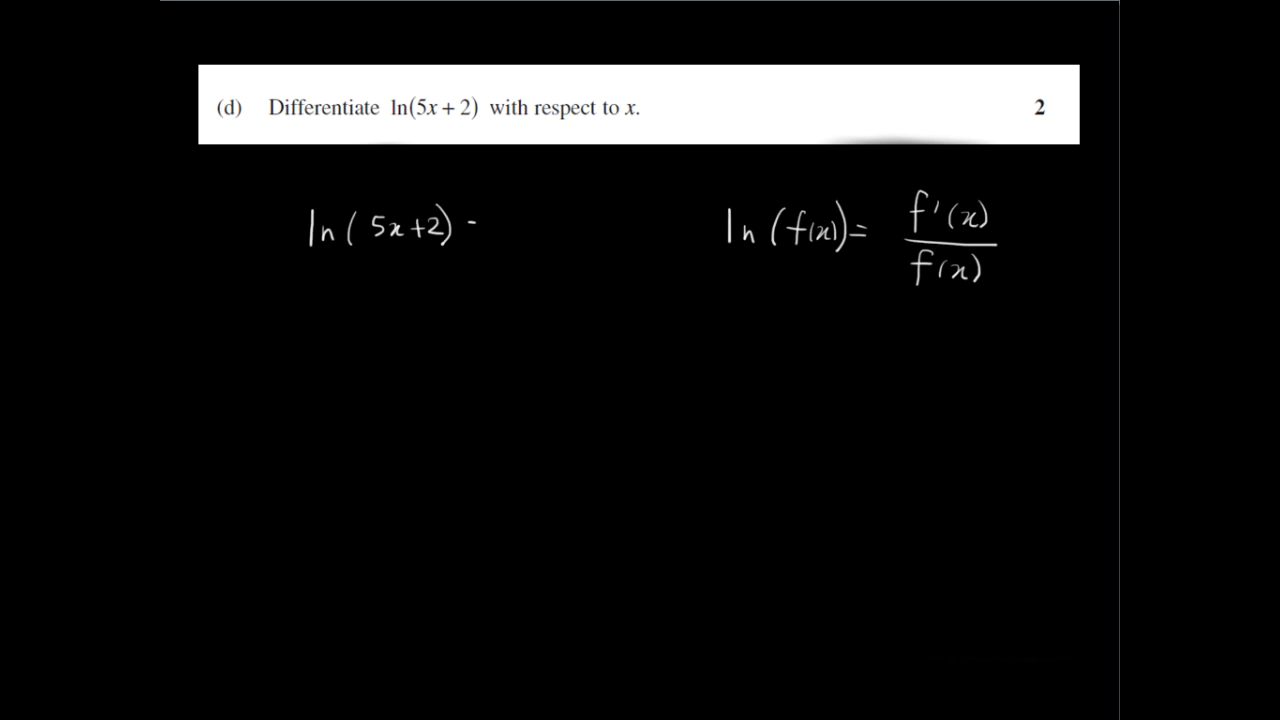 (d) Differentiate ln(5x + 2) with respect to x. 2
ln ( 5x+2) - ln (f(x)) = f'(x)
f(x)